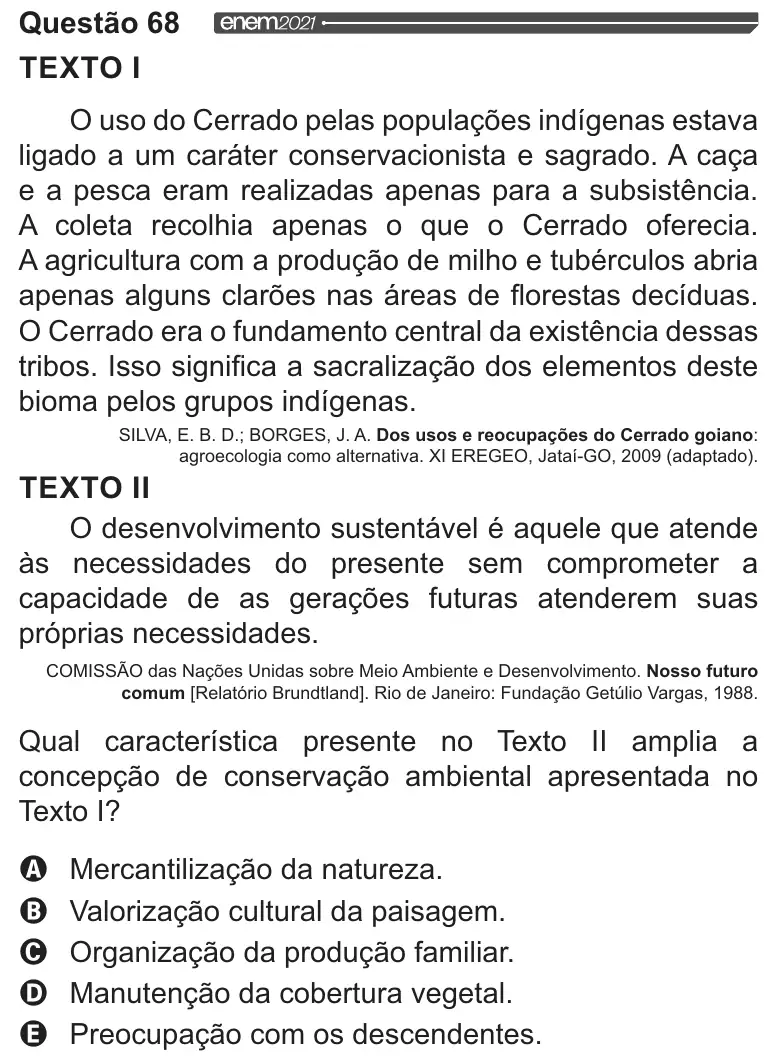 Questão 68 enem2021
TEXTO I
O uso do Cerrado pelas populações indígenas estava
ligado a um caráter conservacionista e sagrado. A caça
e a pesca eram realizadas apenas para a subsistência.
A coleta recolhia apenas o que o Cerrado oferecia.
A agricultura com a produção de milho e tubérculos abria
apenas alguns clarões nas áreas de florestas decíduas.
O Cerrado era o fundamento central da existência dessas
tribos. Isso significa a sacralização dos elementos deste
bioma pelos grupos indígenas.
SILVA, E. B. D.; BORGES, J. A. Dos usos e reocupações do Cerrado goiano:
agroecologia como alternativa. XI EREGEO, Jataí-GO, 2009 (adaptado).
TEXTO II
O desenvolvimento sustentável é aquele que atende
às necessidades do presente sem comprometer a
capacidade de as gerações futuras atenderem suas
próprias necessidades.
COMISSÃO das Nações Unidas sobre Meio Ambiente e Desenvolvimento. Nosso futuro
comum [Relatório Brundtland]. Rio de Janeiro: Fundação Getúlio Vargas, 1988.
Qual característica presente no Texto II amplia a
concepção de conservação ambiental apresentada no
Texto I?
A Mercantilização da natureza.
B Valorização cultural da paisagem.
C Organização da produção familiar.
D Manutenção da cobertura vegetal.
E Preocupação com os descendentes.